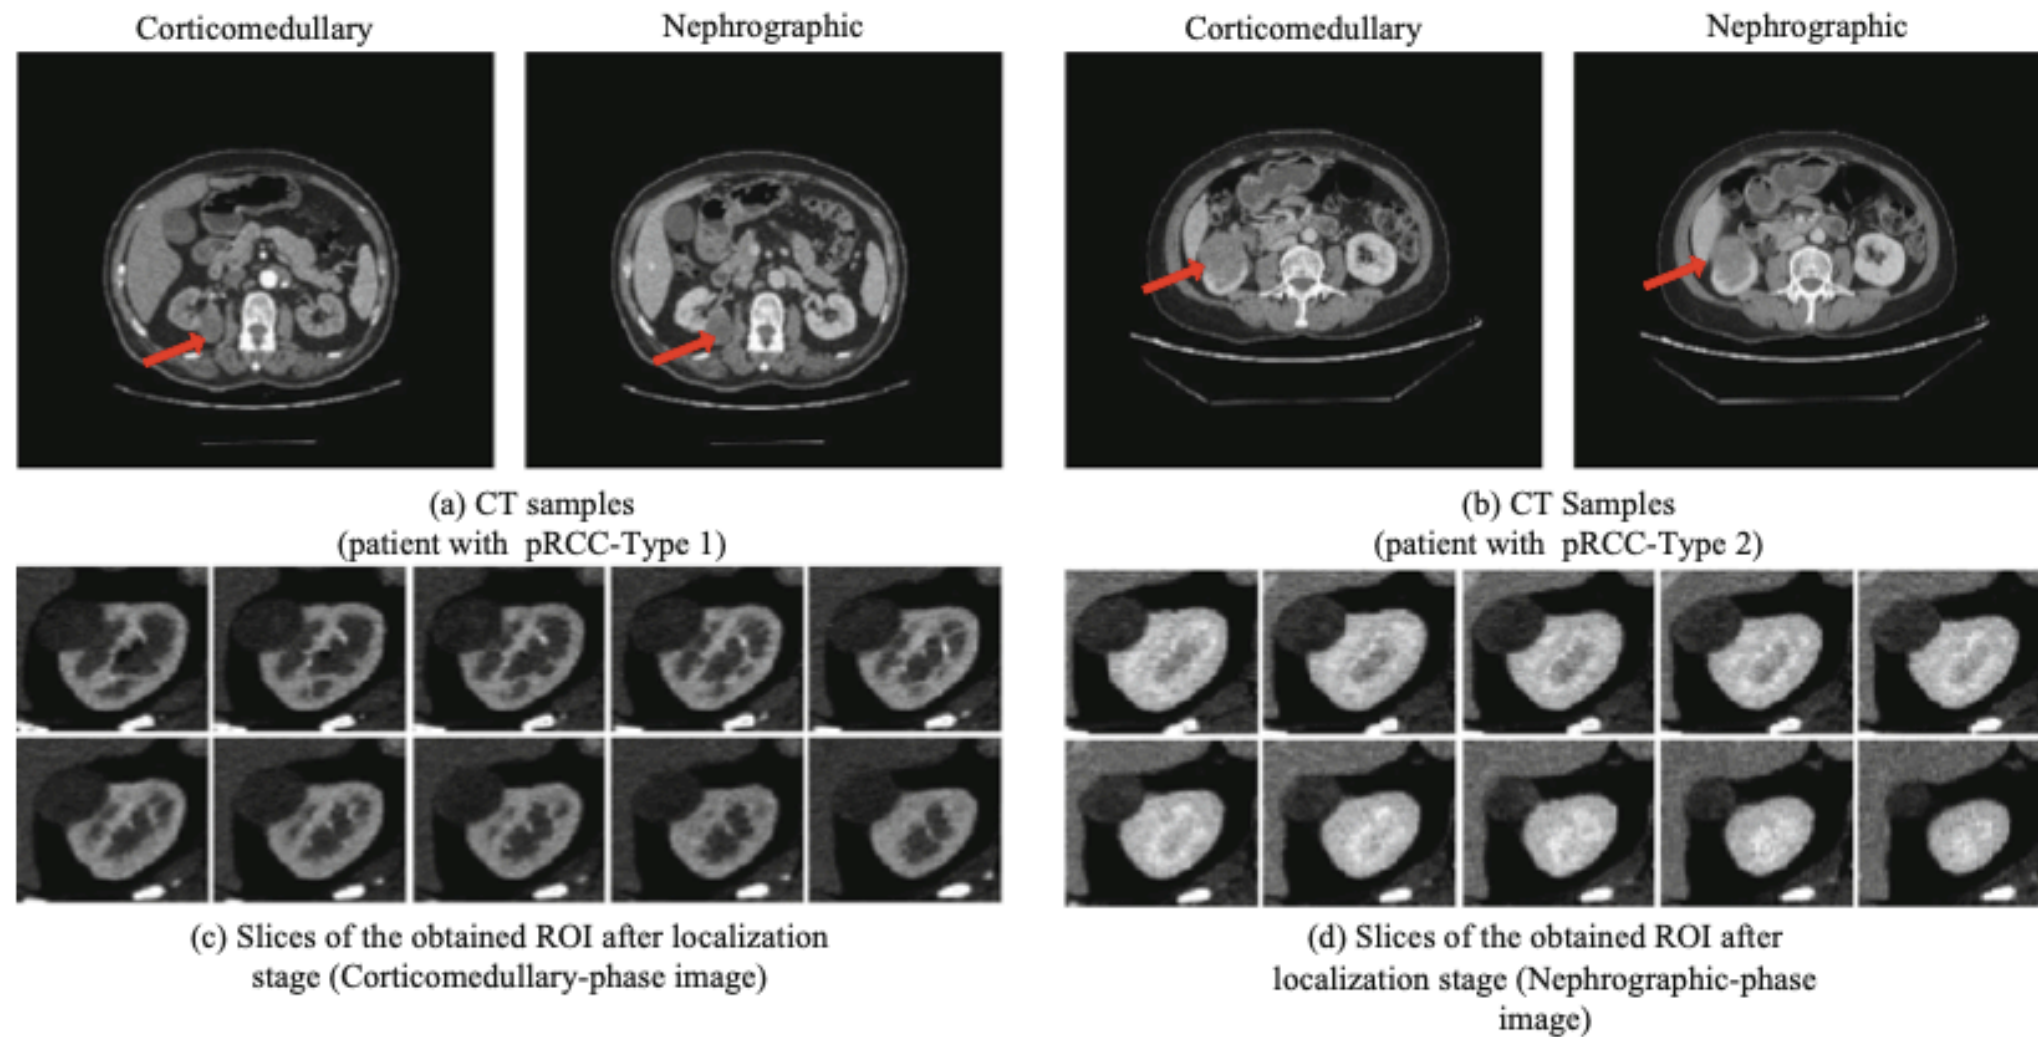 Corticomedullary
Nephrographic
Corticomedullary
Nephrographic
(a) CT samples
(patient with pRCC-Type 1)
(b) CT Samples
(patient with pRCC-Type 2)
(c) Slices of the obtained ROI after localization
stage (Corticomedullary-phase image)
(d) Slices of the obtained ROI after
localization stage (Nephrographic-phase
image)